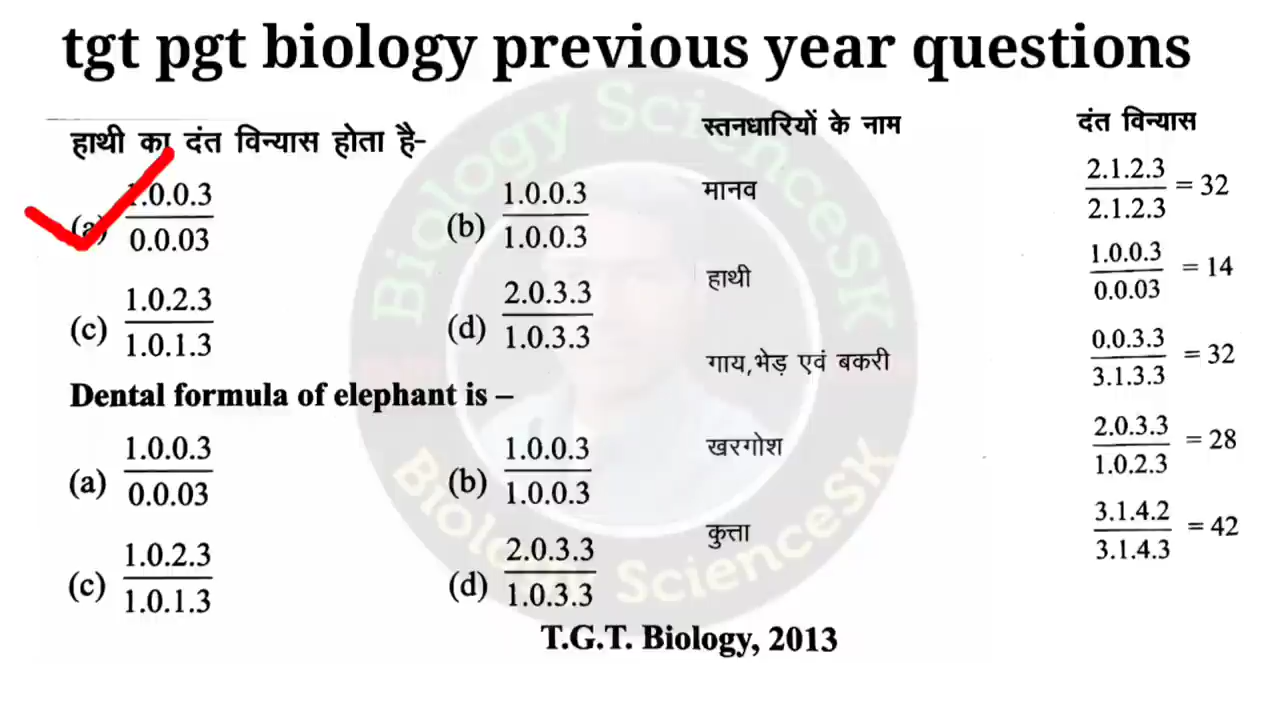 tgt pgt biology previous year questions
हाथी का दंत विन्यास होता है-
(a) 1.0.0.3
0.0.03
(b) 1.0.0.3
1.0.0.3
(c) 1.0.2.3
1.0.1.3
(d) 2.0.3.3
1.0.3.3
Dental formula of elephant is –
(a) 1.0.0.3
0.0.03
(b) 1.0.0.3
1.0.0.3
(c) 1.0.2.3
1.0.1.3
(d) 2.0.3.3
1.0.3.3
T.G.T. Biology, 2013
स्तनधारियों के नाम दंत विन्यास
मानव 2.1.2.3
2.1.2.3 = 32
हाथी 1.0.0.3
0.0.03 = 14
गाय,भेड़ एवं बकरी 0.0.3.3
3.1.3.3 = 32
खरगोश 2.0.3.3
1.0.2.3 = 28
कुत्ता 3.1.4.2
3.1.4.3 = 42
Biology ScienceSK
Biology ScienceSK